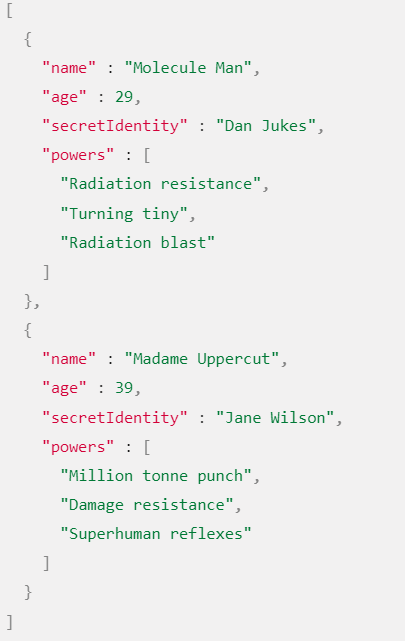 [
  {
    "name" : "Molecule Man",
    "age" : 29,
    "secretIdentity" : "Dan Jukes",
    "powers" : [
      "Radiation resistance",
      "Turning tiny",
      "Radiation blast"
    ]
  },
  {
    "name" : "Madame Uppercut",
    "age" : 39,
    "secretIdentity" : "Jane Wilson",
    "powers" : [
      "Million tonne punch",
      "Damage resistance",
      "Superhuman reflexes"
    ]
  }
]